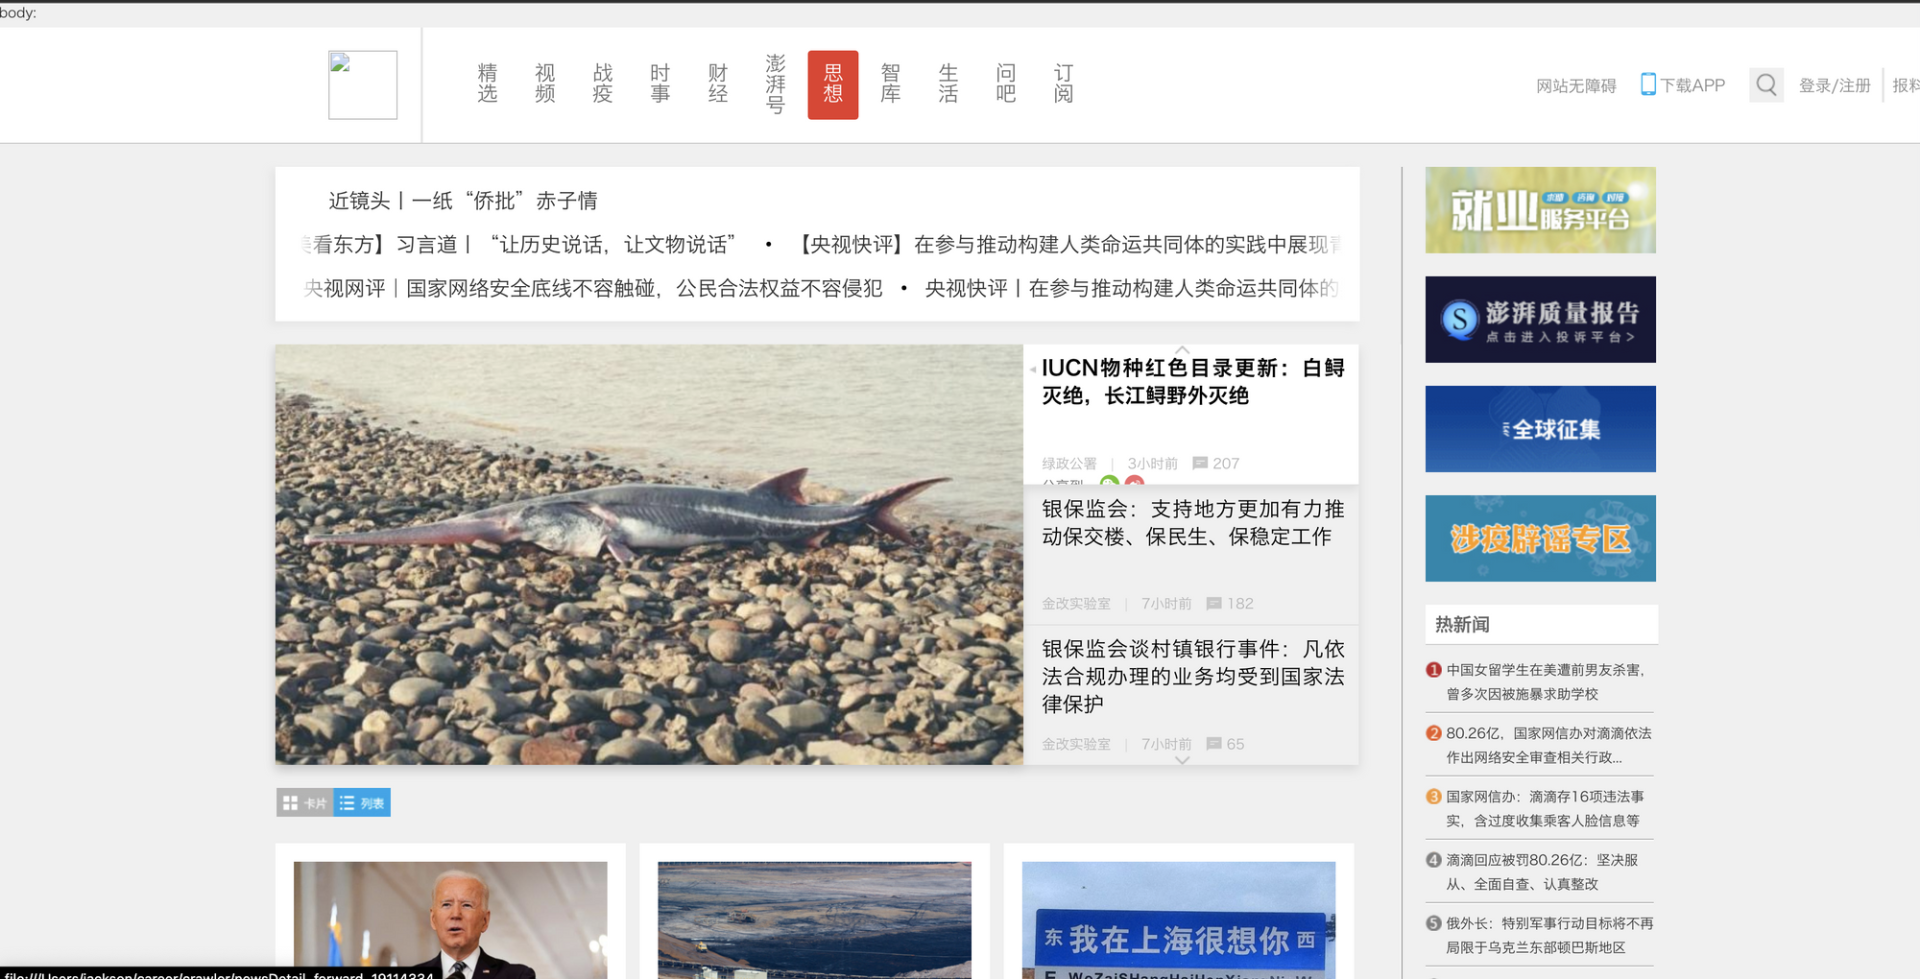 body:
精选
视频
战疫
时事
财经
澎湃号
思想
智库
生活
问吧
订阅
网站无障碍
下载APP
登录/注册
报料
近镜头丨一纸“侨批”赤子情
看东方】习言道丨“让历史说话，让文物说话” • 【央视快评】在参与推动构建人类命运共同体的实践中展现青
央视网评｜国家网络安全底线不容触碰，公民合法权益不容侵犯 • 央视快评丨在参与推动构建人类命运共同体的
IUCN物种红色目录更新：白鲟
灭绝，长江鲟野外灭绝
绿政公署 | 3小时前 207
分享到
银保监会：支持地方更加有力推
动保交楼、保民生、保稳定工作
金改实验室 | 7小时前 182
银保监会谈村镇银行事件：凡依
法合规办理的业务均受到国家法
律保护
金改实验室 | 7小时前 65
卡片 列表
东 我在上海很想你 西
就业
求助 咨询 对接
服务平台
S 澎湃质量报告
点击进入投诉平台>
全球征集
涉疫辟谣专区
热新闻
1 中国女留学生在美遭前男友杀害，
曾多次因被施暴求助学校
2 80.26亿，国家网信办对滴滴依法
作出网络安全审查相关行政...
3 国家网信办：滴滴存16项违法事
实，含过度收集乘客人脸信息等
4 滴滴回应被罚80.26亿：坚决服
从、全面自查、认真整改
5 俄外长：特别军事行动目标将不再
局限于乌克兰东部顿巴斯地区
file:///Users/jackson/career/crawler/newsDetail_forward_19114334